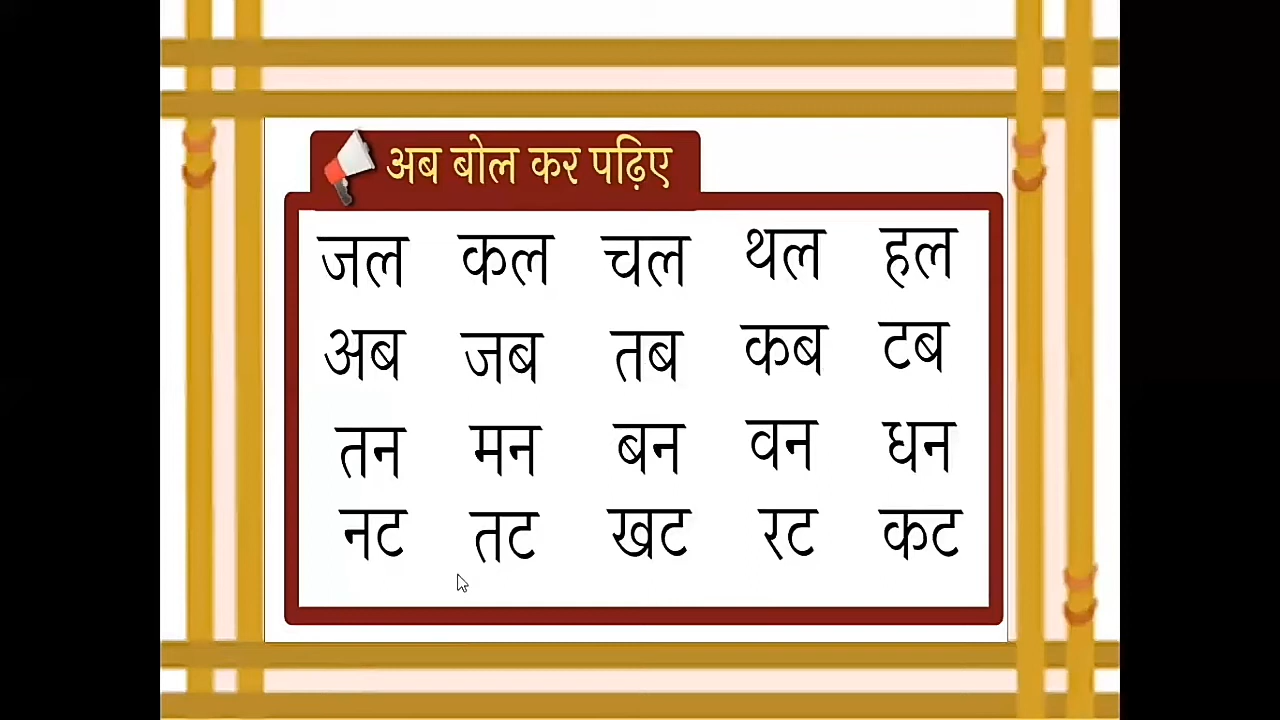 अब बोल कर पढ़िए
जल कल चल थल हल
अब जब तब कब टब
तन मन बन वन धन
नट तट खट रट कट